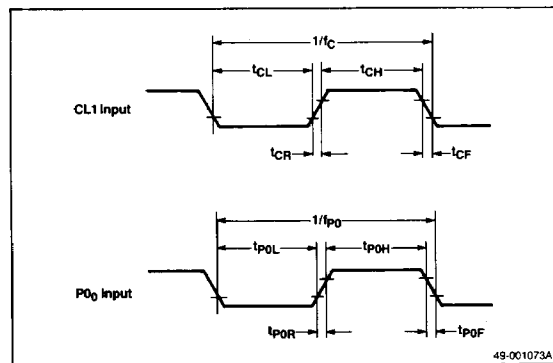 1/fC
tCL
tCH
CL1 Input
tCR
tCF
1/fP0
tP0L
tP0H
P00 Input
tP0R
tP0F
49-001073A